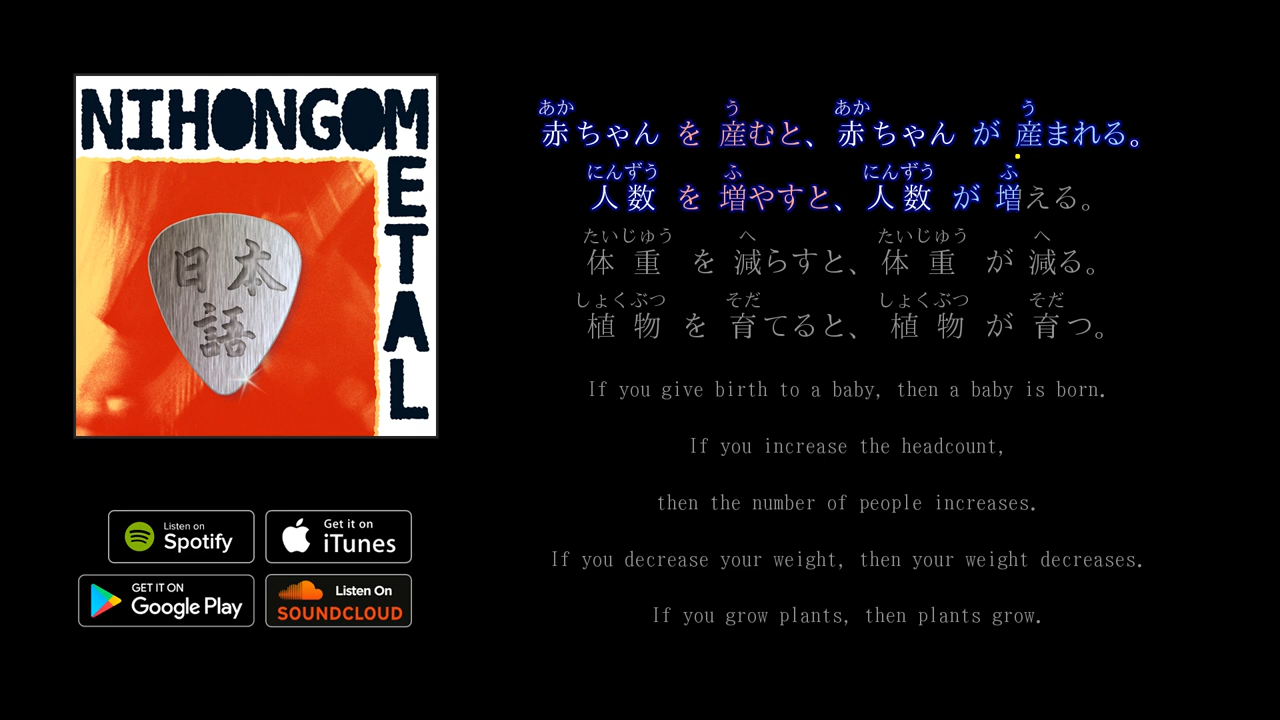 NIHONGOMETAL
日本
語
Listen on
Spotify
Get it on
iTunes
GET IT ON
Google Play
Listen On
SOUNDCLOUD
あか う あか う
赤ちゃん を 産むと、赤ちゃん が 産まれる。
にんずう ふ にんずう ふ
人数 を 増やすと、人数 が 増える。
たいじゅう へ たいじゅう へ
体重 を 減らすと、体重 が 減る。
しょくぶつ そだ しょくぶつ そだ
植物 を 育てると、植物 が 育つ。
If you give birth to a baby, then a baby is born.
If you increase the headcount,
then the number of people increases.
If you decrease your weight, then your weight decreases.
If you grow plants, then plants grow.